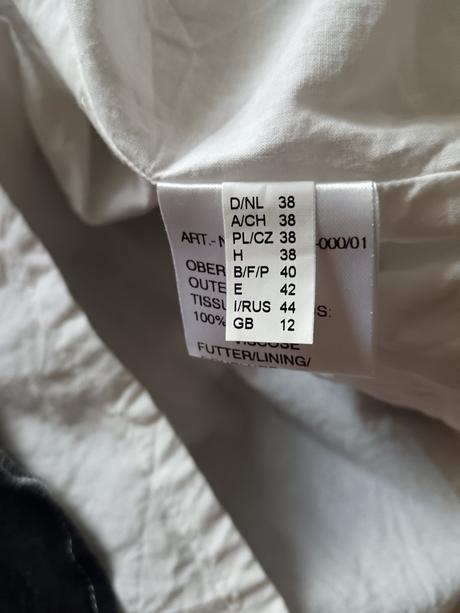 D/NL 38
A/CH 38
PL/CZ 38
H 38
B/F/P 40
E 42
I/RUS 44
GB 12
ART.- -000/01
OBER
OUTE
TISSU S:
100%
VISCOSE
FUTTER/LINING/